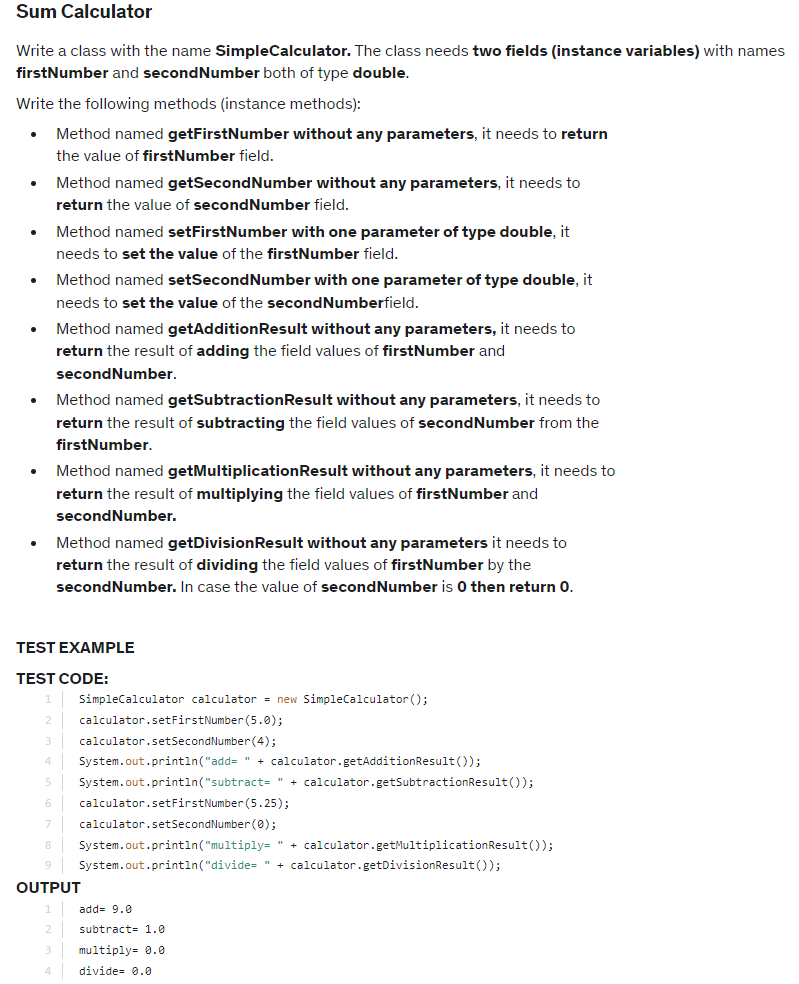 Sum Calculator
Write a class with the name SimpleCalculator. The class needs two fields (instance variables) with names
firstNumber and secondNumber both of type double.
Write the following methods (instance methods):
• Method named getFirstNumber without any parameters, it needs to return
the value of firstNumber field.
• Method named getSecondNumber without any parameters, it needs to
return the value of secondNumber field.
• Method named setFirstNumber with one parameter of type double, it
needs to set the value of the firstNumber field.
• Method named setSecondNumber with one parameter of type double, it
needs to set the value of the secondNumberfield.
• Method named getAdditionResult without any parameters, it needs to
return the result of adding the field values of firstNumber and
secondNumber.
• Method named getSubtractionResult without any parameters, it needs to
return the result of subtracting the field values of secondNumber from the
firstNumber.
• Method named getMultiplicationResult without any parameters, it needs to
return the result of multiplying the field values of firstNumber and
secondNumber.
• Method named getDivisionResult without any parameters it needs to
return the result of dividing the field values of firstNumber by the
secondNumber. In case the value of secondNumber is 0 then return 0.
TEST EXAMPLE
TEST CODE:
1 SimpleCalculator calculator = new SimpleCalculator();
2 calculator.setFirstNumber(5.0);
3 calculator.setSecondNumber(4);
4 System.out.println("add= " + calculator.getAdditionResult());
5 System.out.println("subtract= " + calculator.getSubtractionResult());
6 calculator.setFirstNumber(5.25);
7 calculator.setSecondNumber(0);
8 System.out.println("multiply= " + calculator.getMultiplicationResult());
9 System.out.println("divide= " + calculator.getDivisionResult());
OUTPUT
1 add= 9.0
2 subtract= 1.0
3 multiply= 0.0
4 divide= 0.0